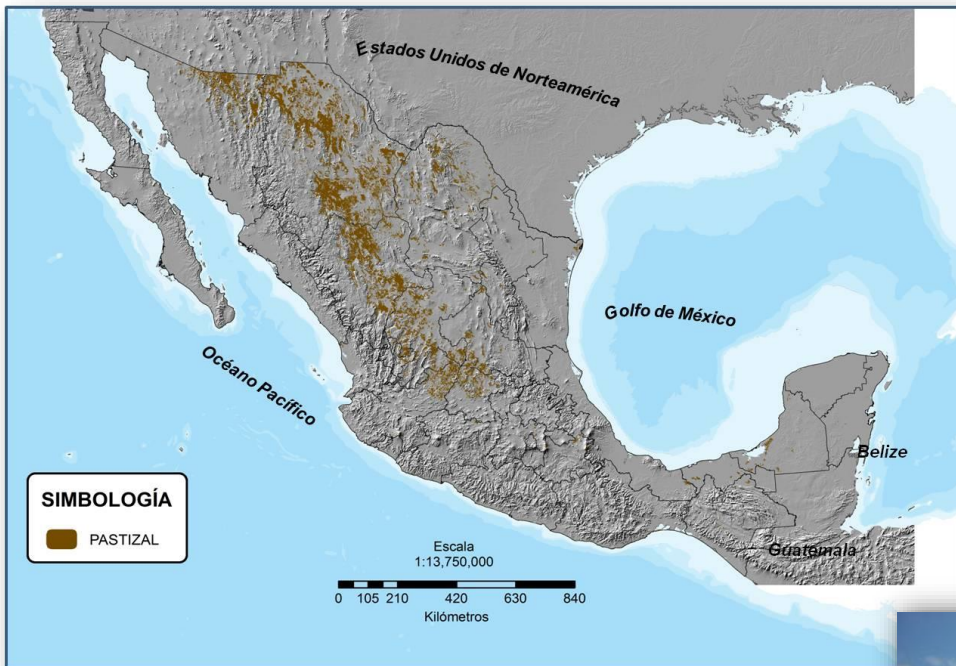 Estados Unidos de Norteamérica
Golfo de México
Océano Pacífico
Belize
Guatemala
SIMBOLOGÍA
PASTIZAL
Escala
1:13,750,000
0 105 210 420 630 840
Kilómetros